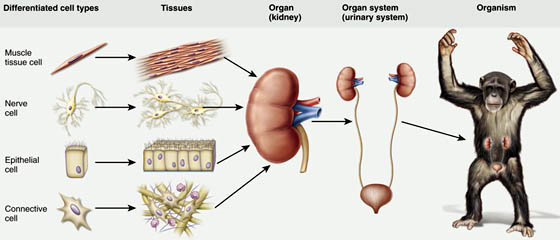 Differentiated cell types
Tissues
Organ
(kidney)
Organ system
(urinary system)
Organism
Muscle
tissue cell
Nerve
cell
Epithelial
cell
Connective
cell